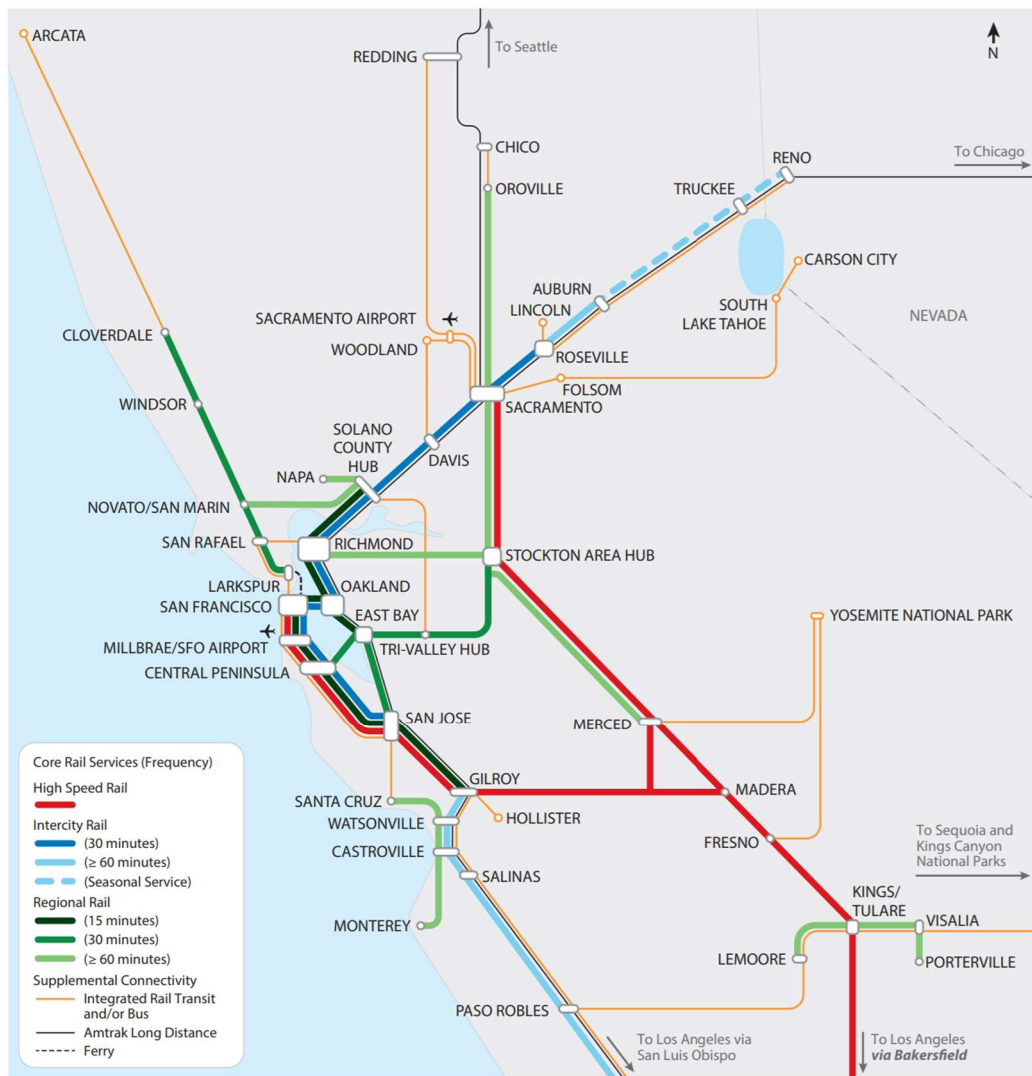 ARCATA
REDDING
To Seattle
N
CHICO
OROVILLE
To Chicago
RENO
TRUCKEE
CARSON CITY
SOUTH
LAKE TAHOE
NEVADA
AUBURN
LINCOLN
ROSEVILLE
SACRAMENTO AIRPORT
WOODLAND
FOLSOM
SACRAMENTO
CLOVERDALE
WINDSOR
SOLANO
COUNTY
HUB
DAVIS
NAPA
NOVATO/SAN MARIN
SAN RAFAEL
RICHMOND
STOCKTON AREA HUB
LARKSPUR
OAKLAND
SAN FRANCISCO
EAST BAY
TRI-VALLEY HUB
MILLBRAE/SFO AIRPORT
CENTRAL PENINSULA
YOSEMITE NATIONAL PARK
SAN JOSE
MERCED
GILROY
MADERA
SANTA CRUZ
WATSONVILLE
HOLLISTER
CASTROVILLE
SALINAS
FRESNO
To Sequoia and
Kings Canyon
National Parks
MONTEREY
KINGS/
TULARE
VISALIA
LEMOORE
PORTERVILLE
PASO ROBLES
To Los Angeles via
San Luis Obispo
To Los Angeles
via Bakersfield
Core Rail Services (Frequency)
High Speed Rail
Intercity Rail
(30 minutes)
(≥ 60 minutes)
(Seasonal Service)
Regional Rail
(15 minutes)
(30 minutes)
(≥ 60 minutes)
Supplemental Connectivity
Integrated Rail Transit
and/or Bus
Amtrak Long Distance
Ferry